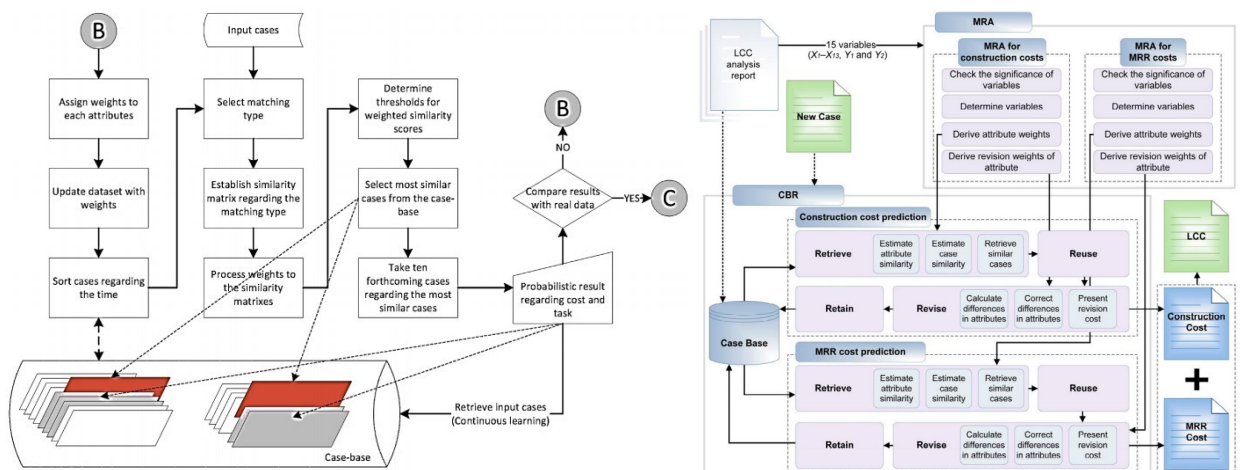 B
Input cases
Assign weights to
each attributes
Update dataset with
weights
Sort cases regarding
the time
Select matching
type
Establish similarity
matrix regarding the
matching type
Process weights to
the similarity matrixes
Determine
thresholds for
weighted similarity
scores
Select most similar
cases from the case-
base
Take ten
forthcoming cases
regarding the most
similar cases
B
NO
Compare results
with real data
YES
C
Probabilistic result
regarding cost and
task
Retrieve input cases
(Continuous learning)
Case-base
LCC
analysis
report
15 variables
(X1–X13, Y1 and Y2)
New Case
MRA
MRA for
construction costs
Check the significance of
variables
Determine variables
Derive attribute weights
Derive revision weights of
attribute
MRA for
MRR costs
Check the significance of
variables
Determine variables
Derive attribute weights
Derive revision weights of
attribute
CBR
Construction cost prediction
Retrieve
Estimate
attribute
similarity
Estimate
case
similarity
Retrieve
similar
cases
Reuse
Retain
Revise
Calculate
differences
in attributes
Correct
differences
in attributes
Present
revision
cost
Case Base
MRR cost prediction
Retrieve
Estimate
attribute
similarity
Estimate
case
similarity
Retrieve
similar
cases
Reuse
Retain
Revise
Calculate
differences
in attributes
Correct
differences
in attributes
Present
revision
cost
LCC
Construction
Cost
+
MRR
Cost